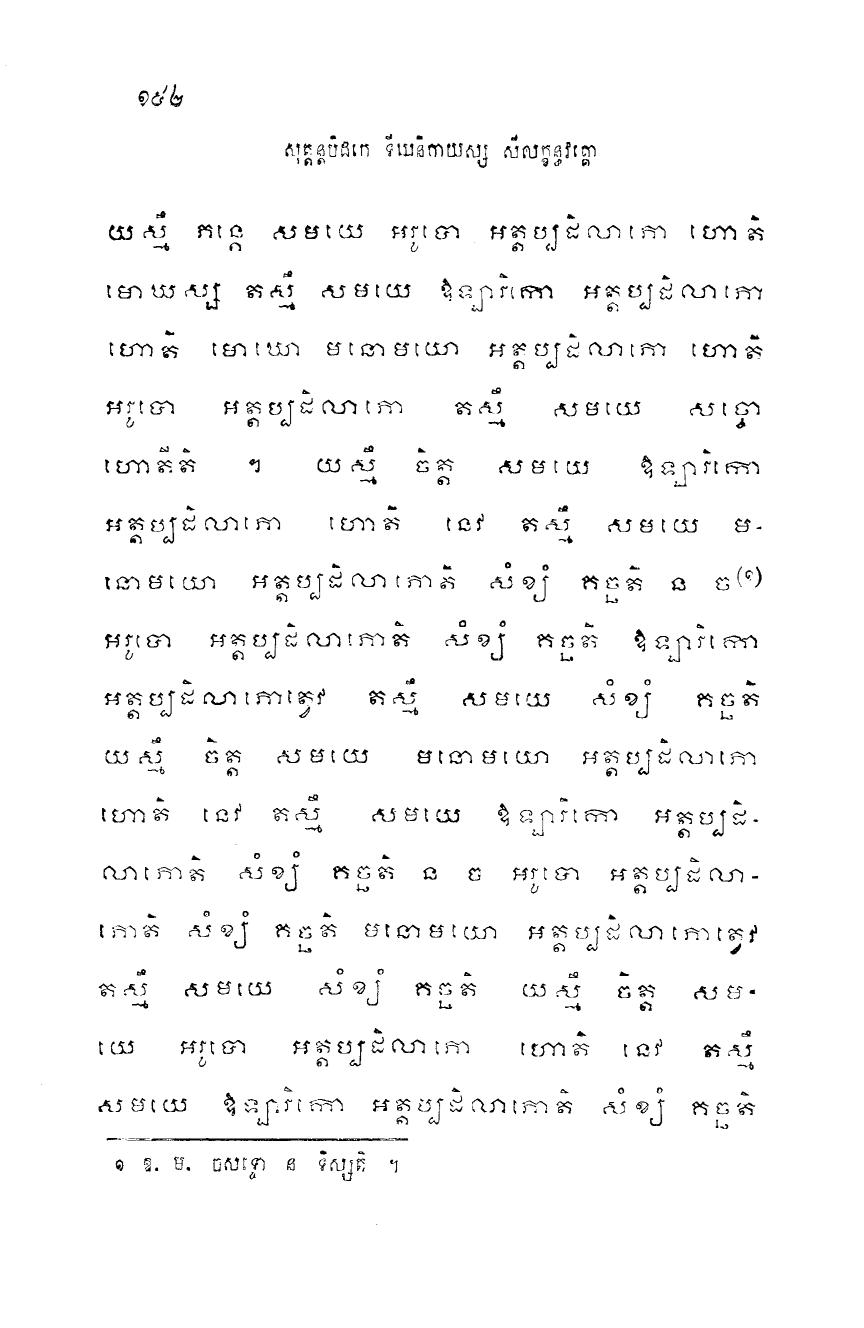 ១៩២
សុត្តន្តបិដកេ ទីឃនិកាយស្ស សីលក្ខន្ធវគ្គោ
យស្មឹ កន្តេ សមយេ អរូបោ អត្តប្បដិលាភោ ហោតិ
មោឃស្ស តស្មឹ សមយេ ឱឡារិកោ អត្តប្បដិលាភោ
ហោតិ មោឃោ មនោមយោ អត្តប្បដិលាភោ ហោតិ
អរូបោ អត្តប្បដិលាភោ តស្មឹ សមយេ សច្ចោ
ហោតីតិ ។ យស្មឹ ចិត្ត សមយេ ឱឡារិកោ
អត្តប្បដិលាភោ ហោតិ នេវ តស្មឹ សមយេ ម-
នោមយោ អត្តប្បដិលាភោតិ សំខ្យំ គច្ឆតិ ន ច(១)
អរូបោ អត្តប្បដិលាភោតិ សំខ្យំ គច្ឆតិ ឱឡារិកោ
អត្តប្បដិលាភោត្វេវ តស្មឹ សមយេ សំខ្យំ គច្ឆតិ
យស្មឹ ចិត្ត សមយេ មនោមយោ អត្តប្បដិលាភោ
ហោតិ នេវ តស្មឹ សមយេ ឱឡារិកោ អត្តប្បដិ-
លាភោតិ សំខ្យំ គច្ឆតិ ន ច អរូបោ អត្តប្បដិលា-
ភោតិ សំខ្យំ គច្ឆតិ មនោមយោ អត្តប្បដិលាភោត្វេវ
តស្មឹ សមយេ សំខ្យំ គច្ឆតិ យស្មឹ ចិត្ត សម-
យេ អរូបោ អត្តប្បដិលាភោ ហោតិ នេវ តស្មឹ
សមយេ ឱឡារិកោ អត្តប្បដិលាភោតិ សំខ្យំ គច្ឆតិ
១ ឱ. ម. ចសទ្ទោ ន ទិស្សតិ ។